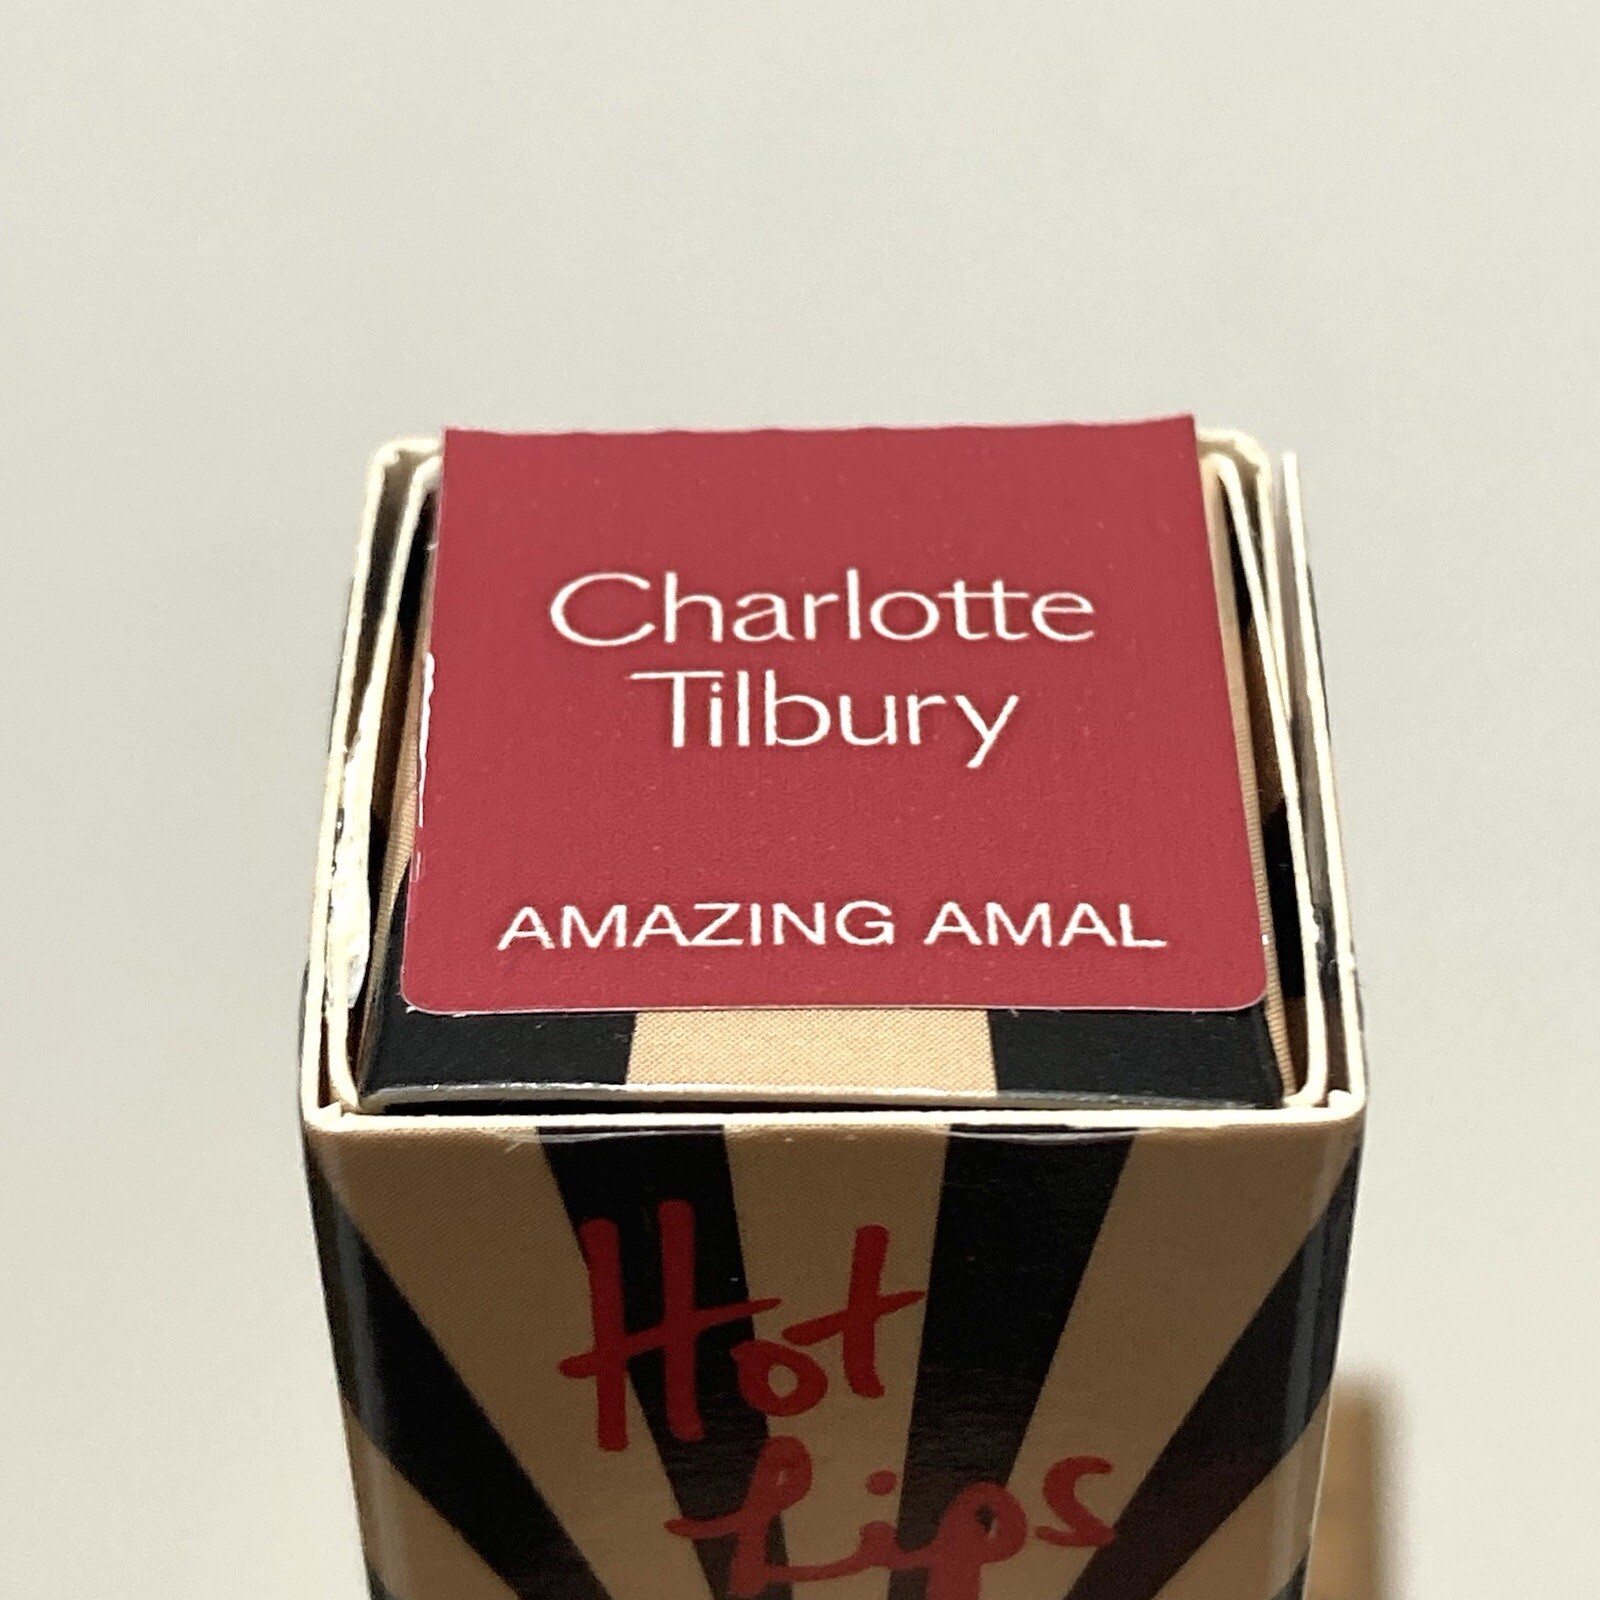 Charlotte
Tilbury
AMAZING AMAL
Hot
Lips